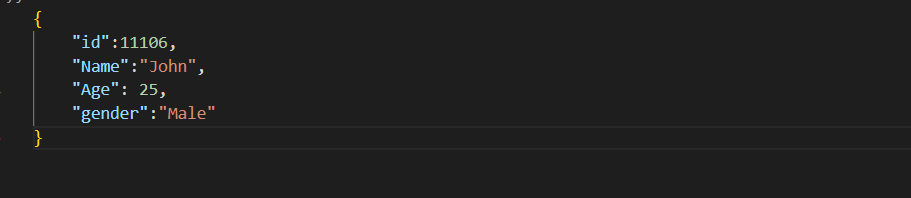 {
"id":11106,
"Name":"John",
"Age": 25,
"gender":"Male"
}